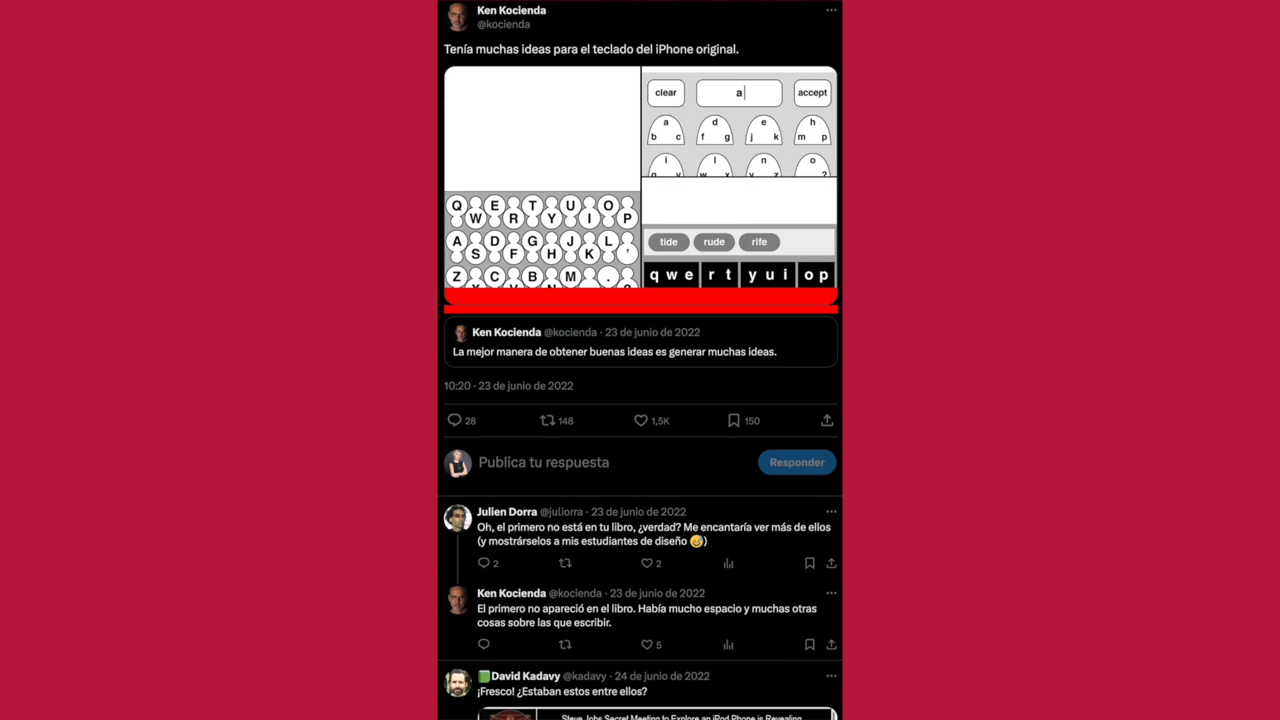 Ken Kocienda
@kocienda
Tenía muchas ideas para el teclado del iPhone original.
clear a accept
a d e h
b c f g j k m p
i l n o
Q E T U O
W R Y I P
A D G J L
S F H K '
Z C B M .
tide rude rife
q w e r t y u i o p
Ken Kocienda @kocienda · 23 de junio de 2022
La mejor manera de obtener buenas ideas es generar muchas ideas.
10:20 · 23 de junio de 2022
28 148 1,5K 150
Publica tu respuesta Responder
Julien Dorra @juliorra · 23 de junio de 2022
Oh, el primero no está en tu libro, ¿verdad? Me encantaría ver más de ellos
(y mostrárselos a mis estudiantes de diseño 😅)
2 2
Ken Kocienda @kocienda · 23 de junio de 2022
El primero no apareció en el libro. Había mucho espacio y muchas otras
cosas sobre las que escribir.
5
David Kadavy @kadavy · 24 de junio de 2022
¡Fresco! ¿Estaban estos entre ellos?
Steve Jobs Secret Meeting to Explore an iPod Phone is Revealing